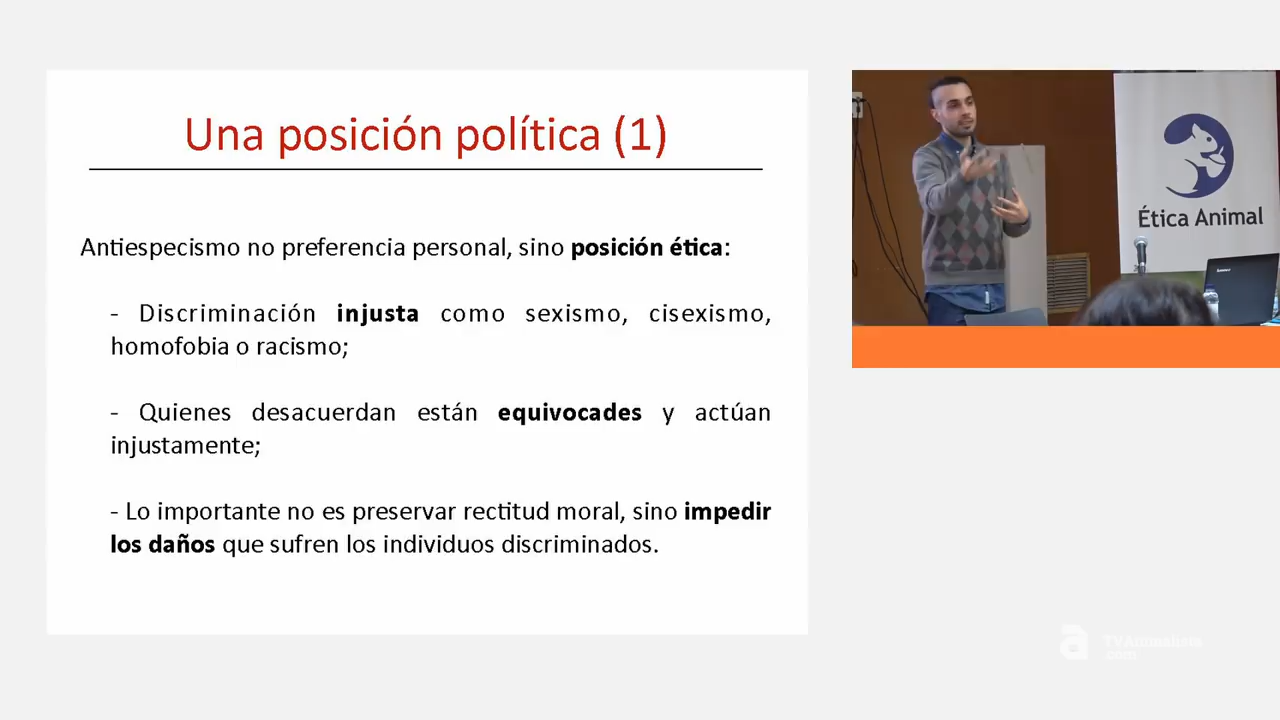 Una posición política (1)
Antiespecismo no preferencia personal, sino posición ética:
- Discriminación injusta como sexismo, cisexismo,
homofobia o racismo;
- Quienes desacuerdan están equivocades y actúan
injustamente;
- Lo importante no es preservar rectitud moral, sino impedir
los daños que sufren los individuos discriminados.
Ética Animal